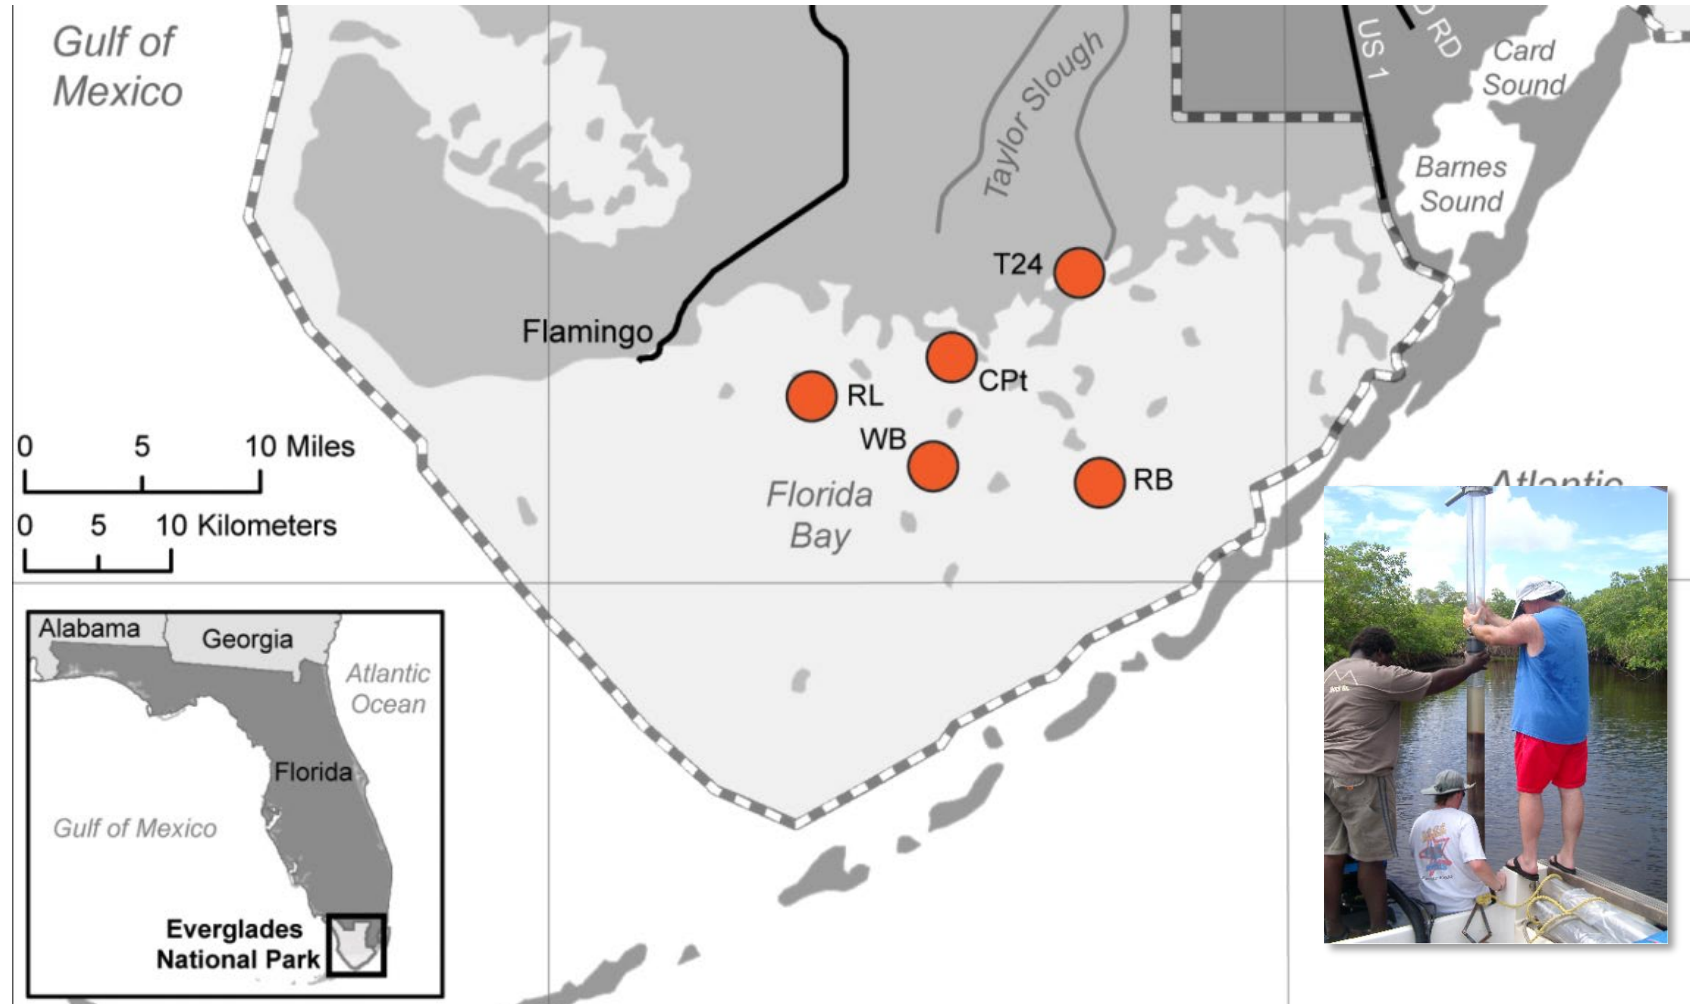 Gulf of
Mexico
Taylor Slough
US 1
RD
Card
Sound
Barnes
Sound
T24
Flamingo
CPt
RL
WB
RB
Florida
Bay
Atlantic
0 5 10 Miles
0 5 10 Kilometers
Alabama
Georgia
Atlantic
Ocean
Florida
Gulf of Mexico
Everglades
National Park